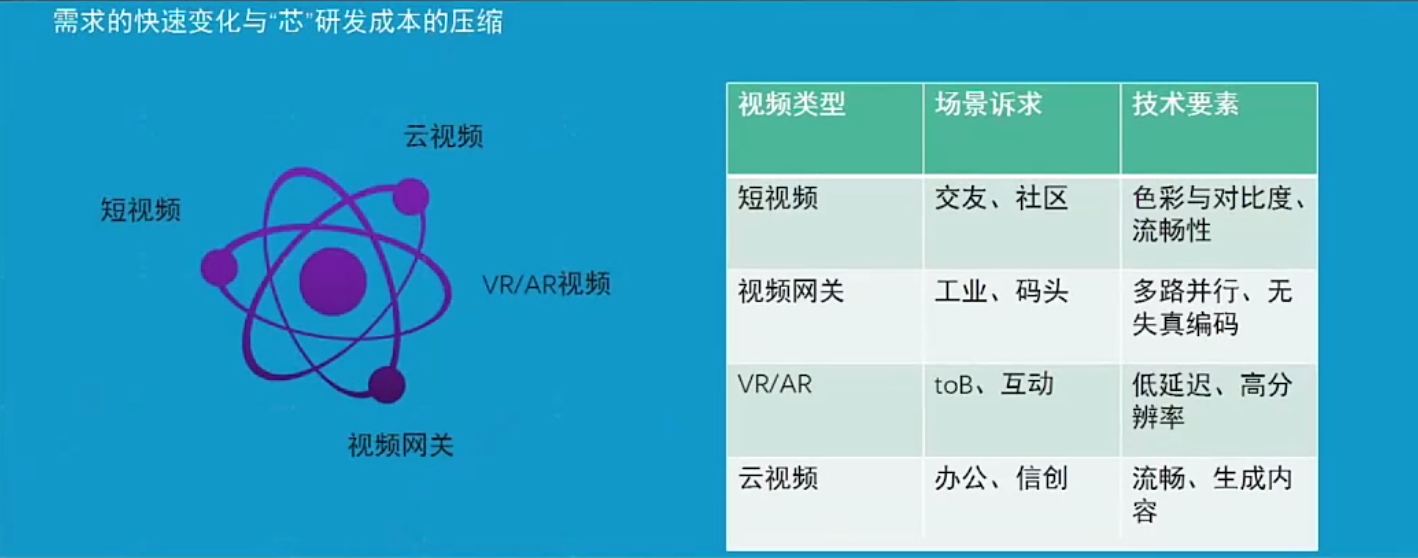 需求的快速变化与“芯”研发成本的压缩
云视频
短视频
VR/AR视频
视频网关
视频类型 场景诉求 技术要素
短视频 交友、社区 色彩与对比度、
流畅性
视频网关 工业、码头 多路并行、无
失真编码
VR/AR toB、互动 低延迟、高分
辨率
云视频 办公、信创 流畅、生成内
容